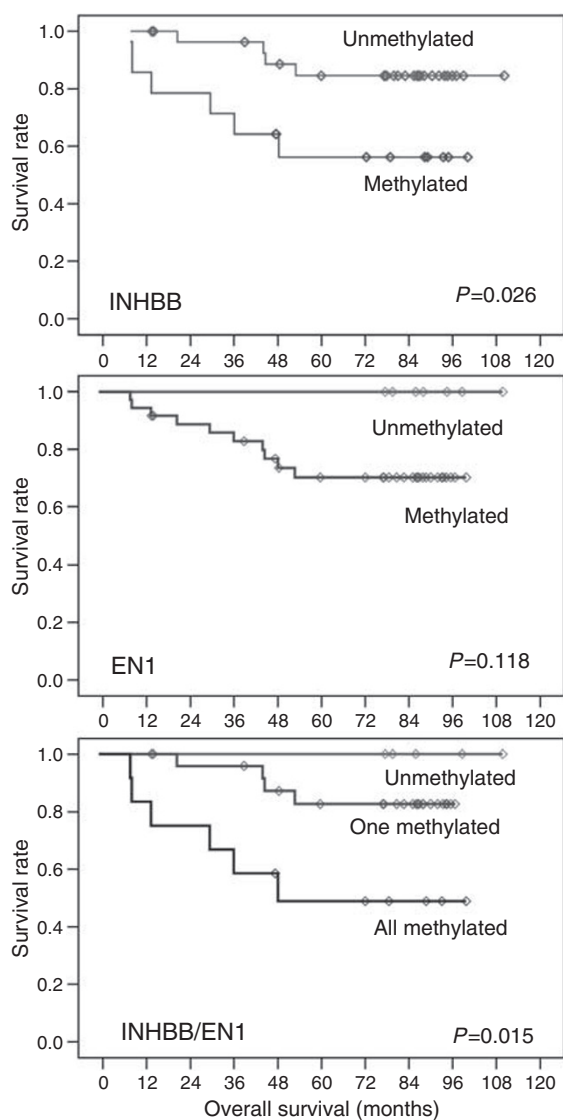 1.0
Unmethylated
0.8
0.6
Methylated
0.4
0.2
INHBB
P=0.026
0.0
Survival rate
0 12 24 36 48 60 72 84 96 108 120
1.0
Unmethylated
0.8
0.6
Methylated
0.4
0.2
EN1
P=0.118
0.0
Survival rate
0 12 24 36 48 60 72 84 96 108 120
1.0
Unmethylated
0.8
One methylated
0.6
All methylated
0.4
0.2
INHBB/EN1
P=0.015
0.0
Survival rate
0 12 24 36 48 60 72 84 96 108 120
Overall survival (months)